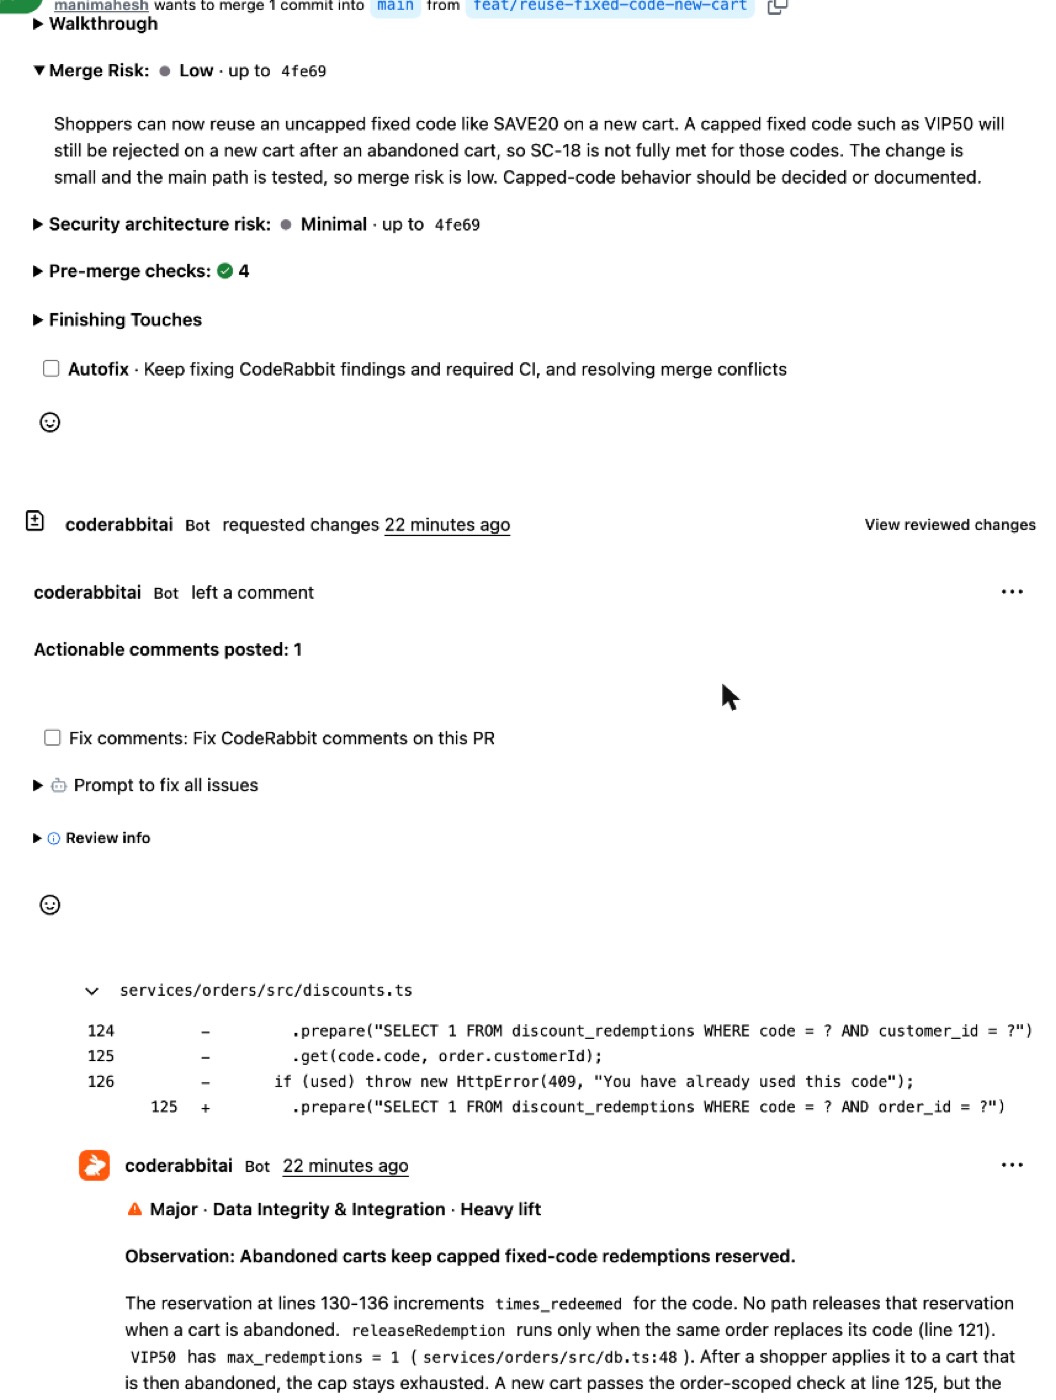 manimahesh wants to merge 1 commit into main from feat/reuse-fixed-code-new-cart
Walkthrough
Merge Risk: Low · up to 4fe69
Shoppers can now reuse an uncapped fixed code like SAVE20 on a new cart. A capped fixed code such as VIP50 will
still be rejected on a new cart after an abandoned cart, so SC-18 is not fully met for those codes. The change is
small and the main path is tested, so merge risk is low. Capped-code behavior should be decided or documented.
Security architecture risk: Minimal · up to 4fe69
Pre-merge checks: 4
Finishing Touches
Autofix · Keep fixing CodeRabbit findings and required CI, and resolving merge conflicts
coderabbitai Bot requested changes 22 minutes ago View reviewed changes
coderabbitai Bot left a comment
Actionable comments posted: 1
Fix comments: Fix CodeRabbit comments on this PR
Prompt to fix all issues
Review info
services/orders/src/discounts.ts
124 - .prepare("SELECT 1 FROM discount_redemptions WHERE code = ? AND customer_id = ?")
125 - .get(code.code, order.customerId);
126 - if (used) throw new HttpError(409, "You have already used this code");
125 + .prepare("SELECT 1 FROM discount_redemptions WHERE code = ? AND order_id = ?")
coderabbitai Bot 22 minutes ago
Major · Data Integrity & Integration · Heavy lift
Observation: Abandoned carts keep capped fixed-code redemptions reserved.
The reservation at lines 130-136 increments times_redeemed for the code. No path releases that reservation
when a cart is abandoned. releaseRedemption runs only when the same order replaces its code (line 121).
VIP50 has max_redemptions = 1 ( services/orders/src/db.ts:48 ). After a shopper applies it to a cart that
is then abandoned, the cap stays exhausted. A new cart passes the order-scoped check at line 125, but the